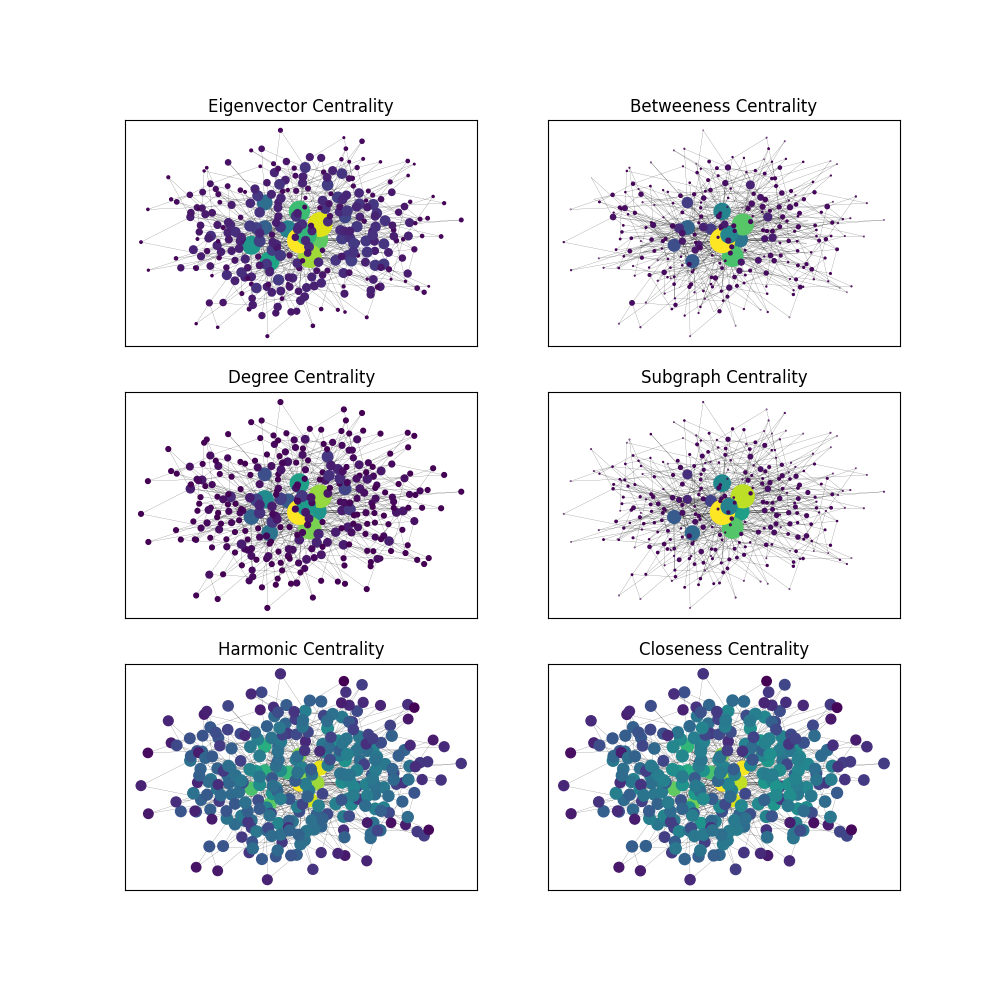 Eigenvector Centrality
Betweeness Centrality
Degree Centrality
Subgraph Centrality
Harmonic Centrality
Closeness Centrality